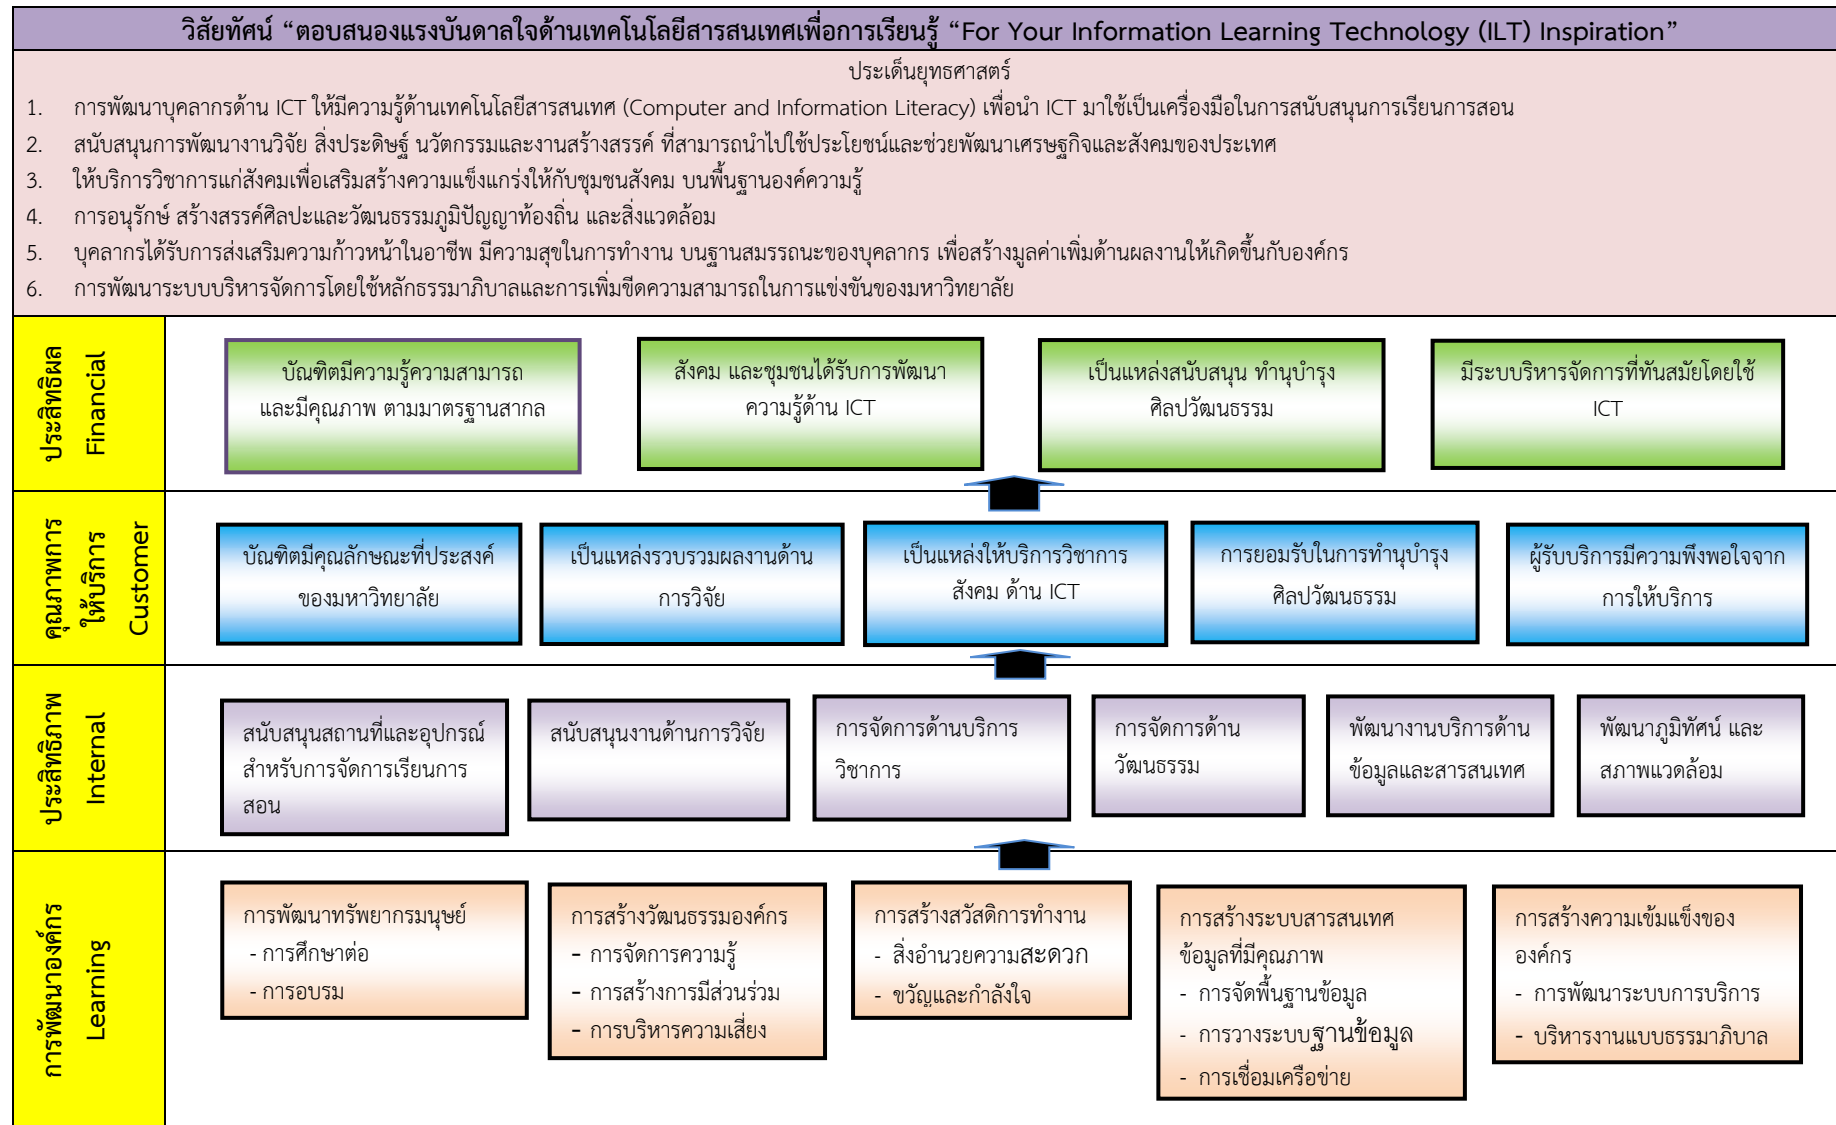 วิสัยทัศน์ “ตอบสนองแรงบันดาลใจด้านเทคโนโลยีสารสนเทศเพื่อการเรียนรู้ “For Your Information Learning Technology (ILT) Inspiration”
ประเด็นยุทธศาสตร์
1. การพัฒนาบุคลากรด้าน ICT ให้มีความรู้ด้านเทคโนโลยีสารสนเทศ (Computer and Information Literacy) เพื่อนำ ICT มาใช้เป็นเครื่องมือในการสนับสนุนการเรียนการสอน
2. สนับสนุนการพัฒนางานวิจัย สิ่งประดิษฐ์ นวัตกรรมและงานสร้างสรรค์ ที่สามารถนำไปใช้ประโยชน์และช่วยพัฒนาเศรษฐกิจและสังคมของประเทศ
3. ให้บริการวิชาการแก่สังคมเพื่อเสริมสร้างความแข็งแกร่งให้กับชุมชนสังคม บนพื้นฐานองค์ความรู้
4. การอนุรักษ์ สร้างสรรค์ศิลปะและวัฒนธรรมภูมิปัญญาท้องถิ่น และสิ่งแวดล้อม
5. บุคลากรได้รับการส่งเสริมความก้าวหน้าในอาชีพ มีความสุขในการทำงาน บนฐานสมรรถนะของบุคลากร เพื่อสร้างมูลค่าเพิ่มด้านผลงานให้เกิดขึ้นกับองค์กร
6. การพัฒนาระบบบริหารจัดการโดยใช้หลักธรรมาภิบาลและการเพิ่มขีดความสามารถในการแข่งขันของมหาวิทยาลัย
ประสิทธิผล
Financial
บัณฑิตมีความรู้ความสามารถ
และมีคุณภาพ ตามมาตรฐานสากล
สังคม และชุมชนได้รับการพัฒนา
ความรู้ด้าน ICT
เป็นแหล่งสนับสนุน ทำนุบำรุง
ศิลปวัฒนธรรม
มีระบบบริหารจัดการที่ทันสมัยโดยใช้
ICT
คุณภาพการ
ให้บริการ
Customer
บัณฑิตมีคุณลักษณะที่ประสงค์
ของมหาวิทยาลัย
เป็นแหล่งรวบรวมผลงานด้าน
การวิจัย
เป็นแหล่งให้บริการวิชาการ
สังคม ด้าน ICT
การยอมรับในการทำนุบำรุง
ศิลปวัฒนธรรม
ผู้รับบริการมีความพึงพอใจจาก
การให้บริการ
ประสิทธิภาพ
Internal
สนับสนุนสถานที่และอุปกรณ์
สำหรับการจัดการเรียนการ
สอน
สนับสนุนงานด้านการวิจัย
การจัดการด้านบริการ
วิชาการ
การจัดการด้าน
วัฒนธรรม
พัฒนางานบริการด้าน
ข้อมูลและสารสนเทศ
พัฒนาภูมิทัศน์ และ
สภาพแวดล้อม
การพัฒนาองค์กร
Learning
การพัฒนาทรัพยากรมนุษย์
- การศึกษาต่อ
- การอบรม
การสร้างวัฒนธรรมองค์กร
- การจัดการความรู้
- การสร้างการมีส่วนร่วม
- การบริหารความเสี่ยง
การสร้างสวัสดิการทำงาน
- สิ่งอำนวยความสะดวก
- ขวัญและกำลังใจ
การสร้างระบบสารสนเทศ
ข้อมูลที่มีคุณภาพ
- การจัดพื้นฐานข้อมูล
- การวางระบบฐานข้อมูล
- การเชื่อมเครือข่าย
การสร้างความเข้มแข็งของ
องค์กร
- การพัฒนาระบบการบริการ
- บริหารงานแบบธรรมาภิบาล